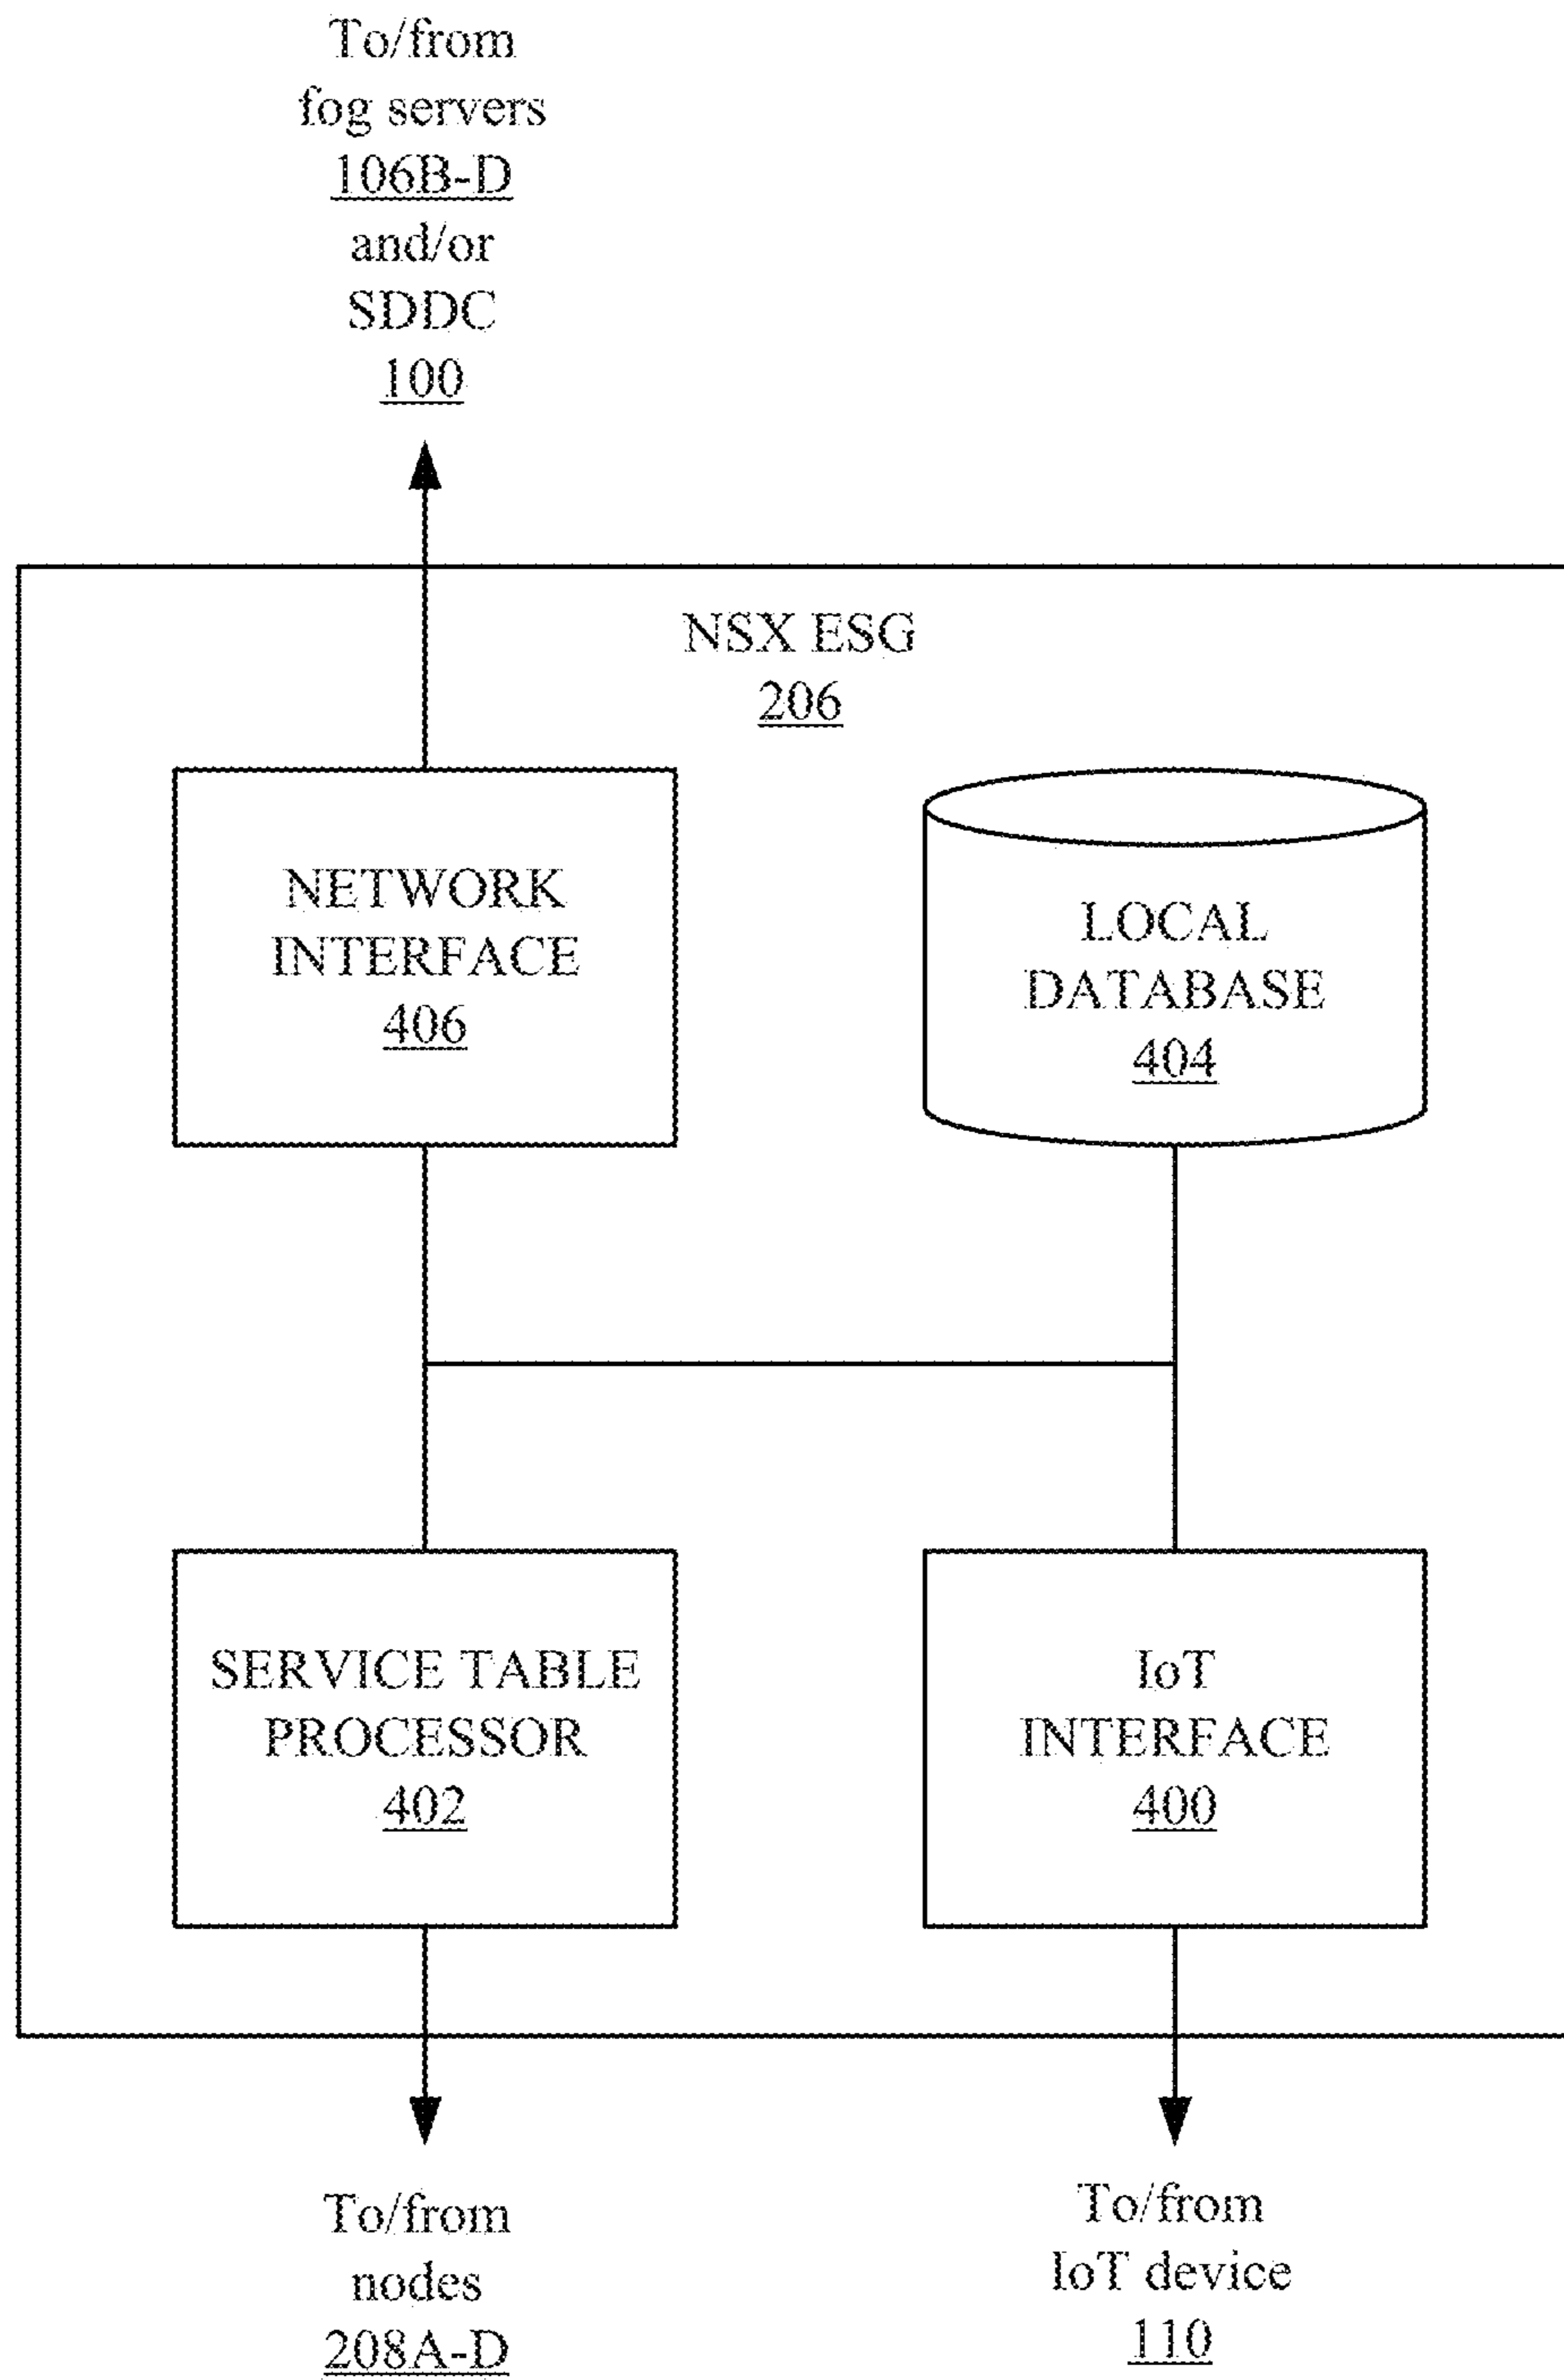 To/from
fog servers
106B-D
and/or
SDDC
100
NSX ESG
206
NETWORK
INTERFACE
406
LOCAL
DATABASE
404
SERVICE TABLE
PROCESSOR
402
IoT
INTERFACE
400
To/from
nodes
208A-D
To/from
IoT device
110